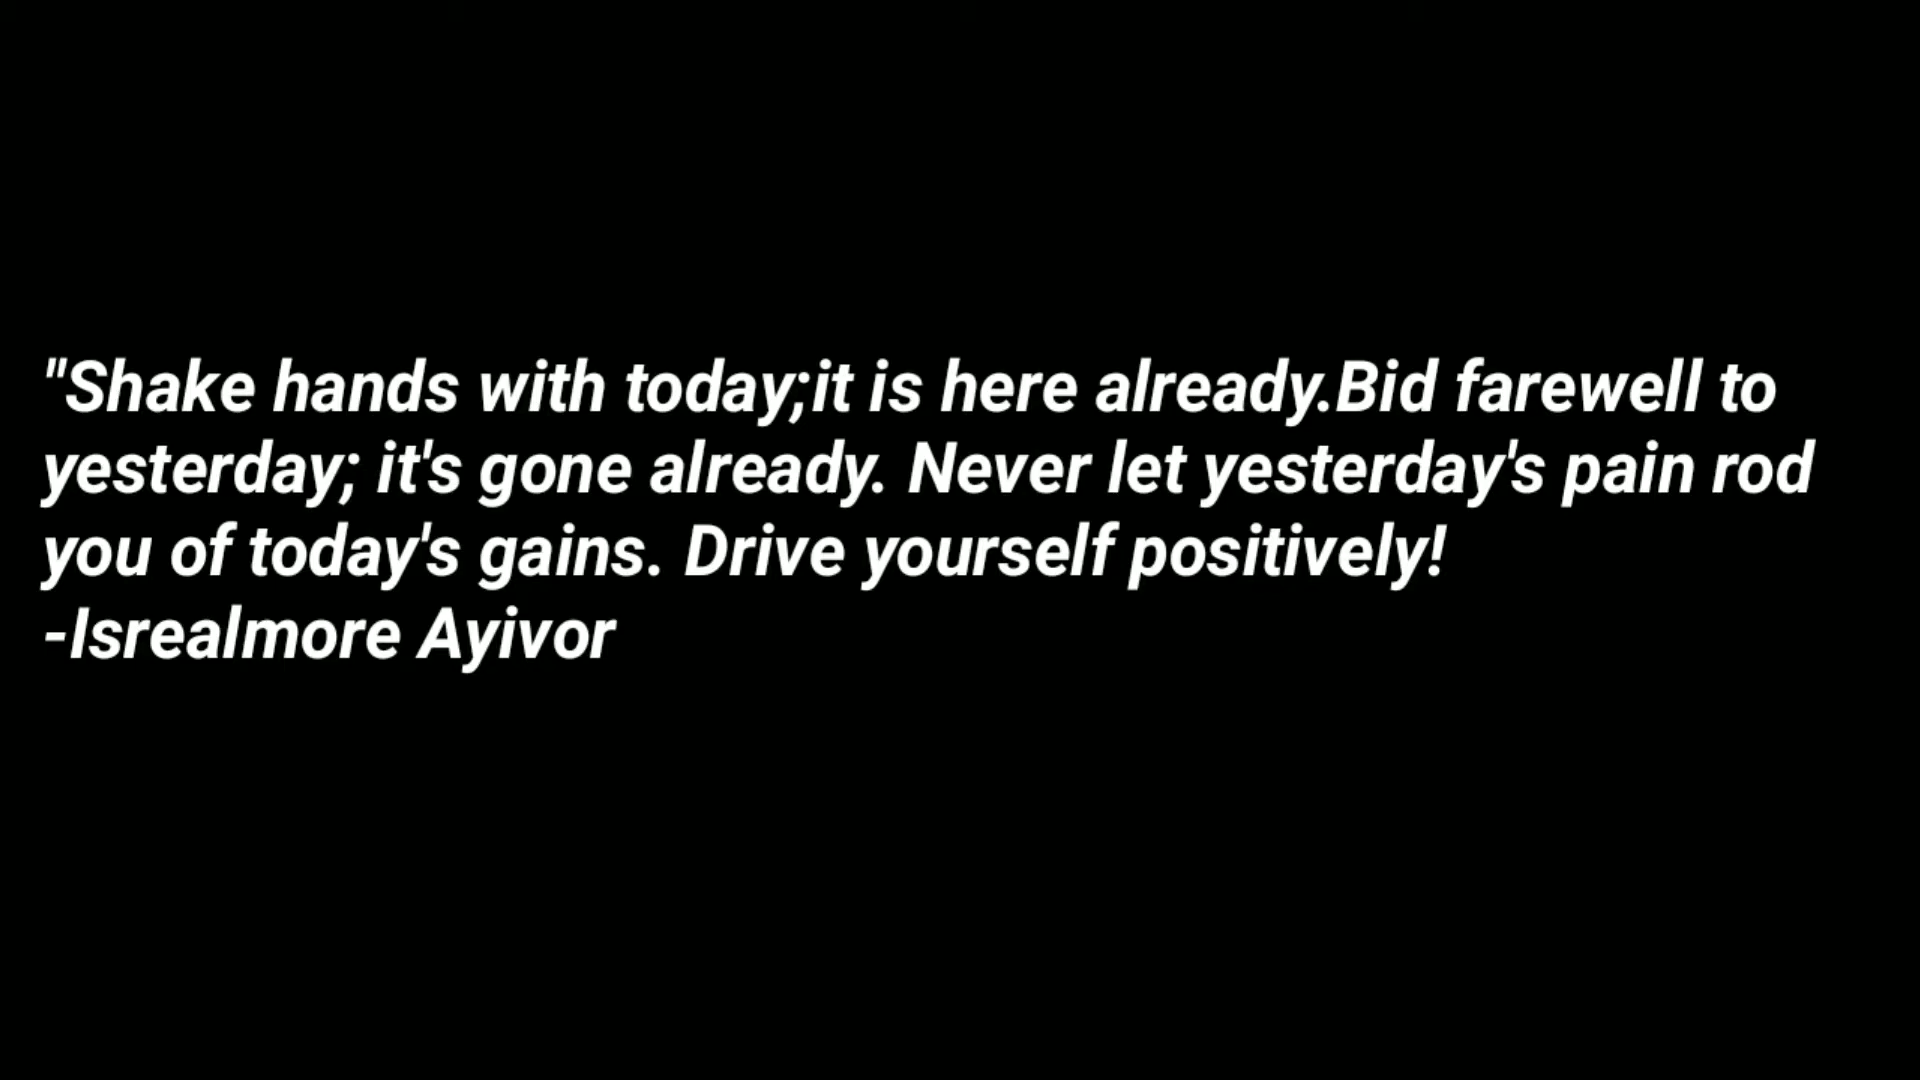 "Shake hands with today;it is here already.Bid farewell to
yesterday; it's gone already. Never let yesterday's pain rod
you of today's gains. Drive yourself positively!
-Isrealmore Ayivor